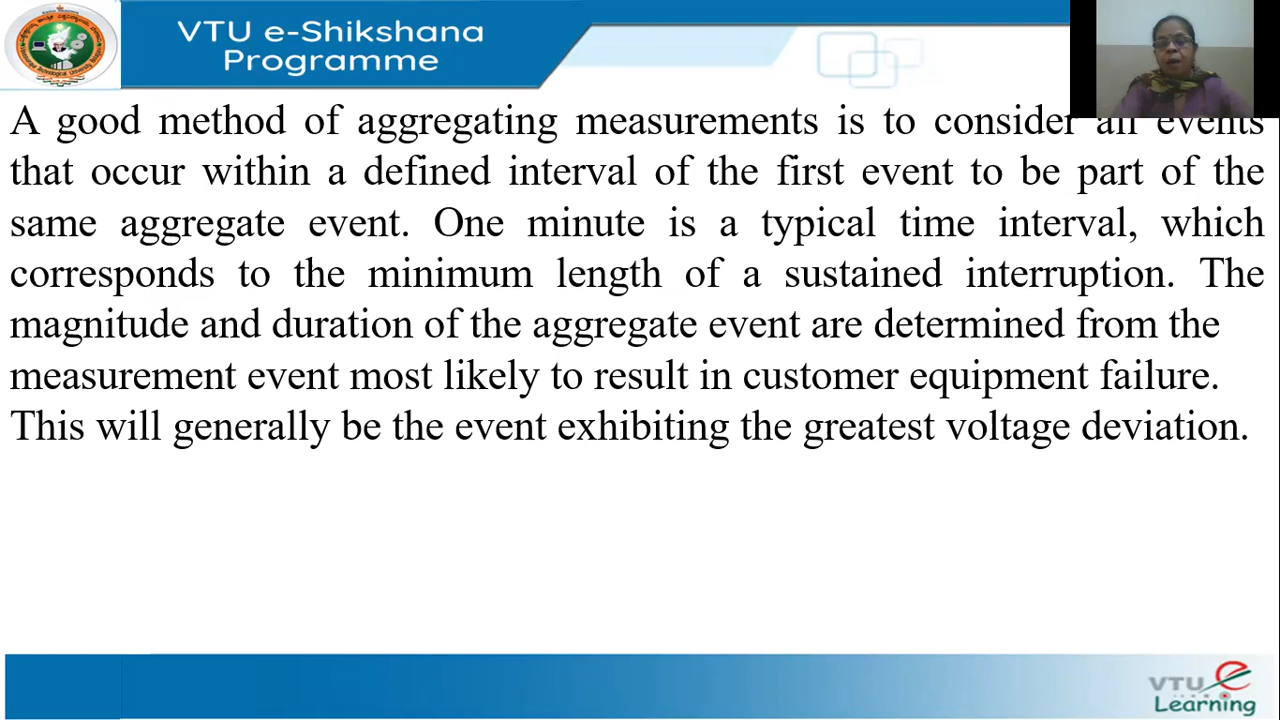 VTU e-Shikshana
Programme
A good method of aggregating measurements is to consider all events
that occur within a defined interval of the first event to be part of the
same aggregate event. One minute is a typical time interval, which
corresponds to the minimum length of a sustained interruption. The
magnitude and duration of the aggregate event are determined from the
measurement event most likely to result in customer equipment failure.
This will generally be the event exhibiting the greatest voltage deviation.
VTU e
Learning